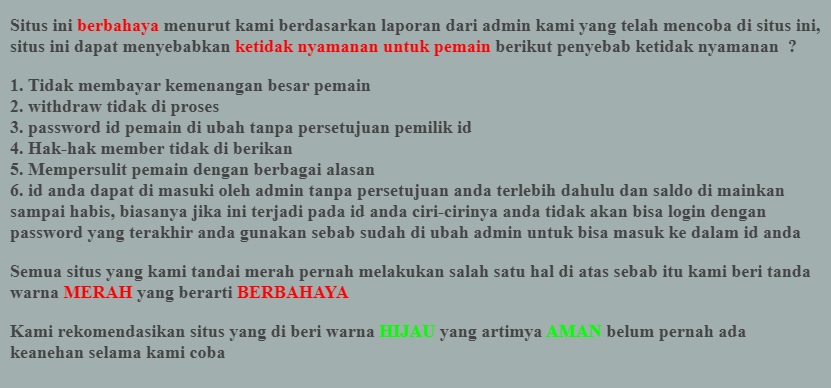 Situs ini berbahaya menurut kami berdasarkan laporan dari admin kami yang telah mencoba di situs ini,
situs ini dapat menyebabkan ketidak nyamanan untuk pemain berikut penyebab ketidak nyamanan ?
1. Tidak membayar kemenangan besar pemain
2. withdraw tidak di proses
3. password id pemain di ubah tanpa persetujuan pemilik id
4. Hak-hak member tidak di berikan
5. Mempersulit pemain dengan berbagai alasan
6. id anda dapat di masuki oleh admin tanpa persetujuan anda terlebih dahulu dan saldo di mainkan
sampai habis, biasanya jika ini terjadi pada id anda ciri-cirinya anda tidak akan bisa login dengan
password yang terakhir anda gunakan sebab sudah di ubah admin untuk bisa masuk ke dalam id anda
Semua situs yang kami tandai merah pernah melakukan salah satu hal di atas sebab itu kami beri tanda
warna MERAH yang berarti BERBAHAYA
Kami rekomendasikan situs yang di beri warna HIJAU yang artimya AMAN belum pernah ada
keanehan selama kami coba